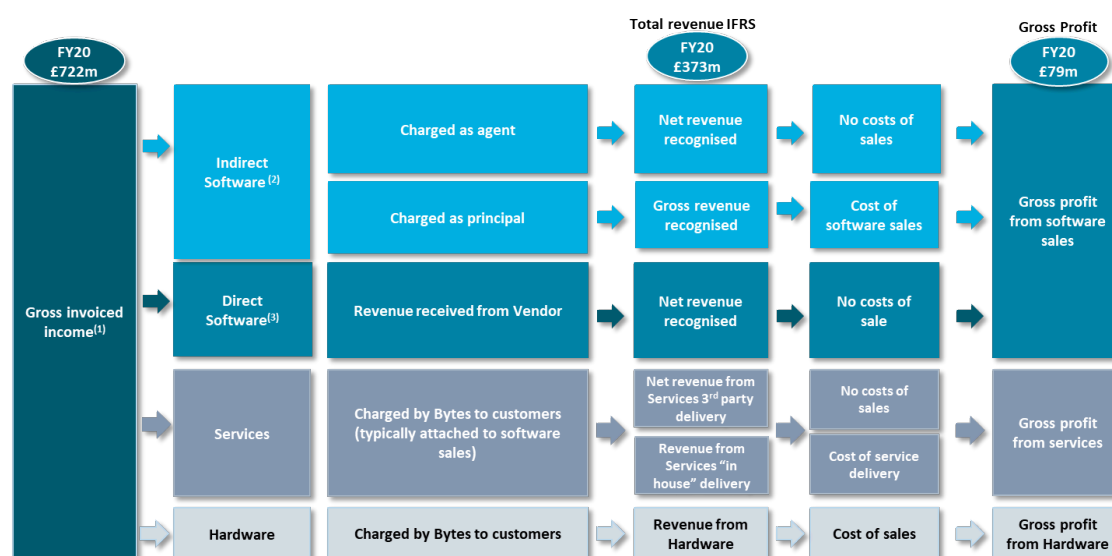 Total revenue IFRS
Gross Profit
FY20
£722m
FY20
£373m
FY20
£79m
Gross invoiced
income(1)
Indirect
Software (2)
Charged as agent
Net revenue
recognised
No costs of
sales
Charged as principal
Gross revenue
recognised
Cost of
software sales
Gross profit
from software
sales
Direct
Software(3)
Revenue received from Vendor
Net revenue
recognised
No costs of
sale
Services
Charged by Bytes to customers
(typically attached to software
sales)
Net revenue from
Services 3rd party
delivery
No costs of
sales
Revenue from
Services “in
house” delivery
Cost of service
delivery
Gross profit
from services
Hardware
Charged by Bytes to customers
Revenue from
Hardware
Cost of sales
Gross profit
from Hardware